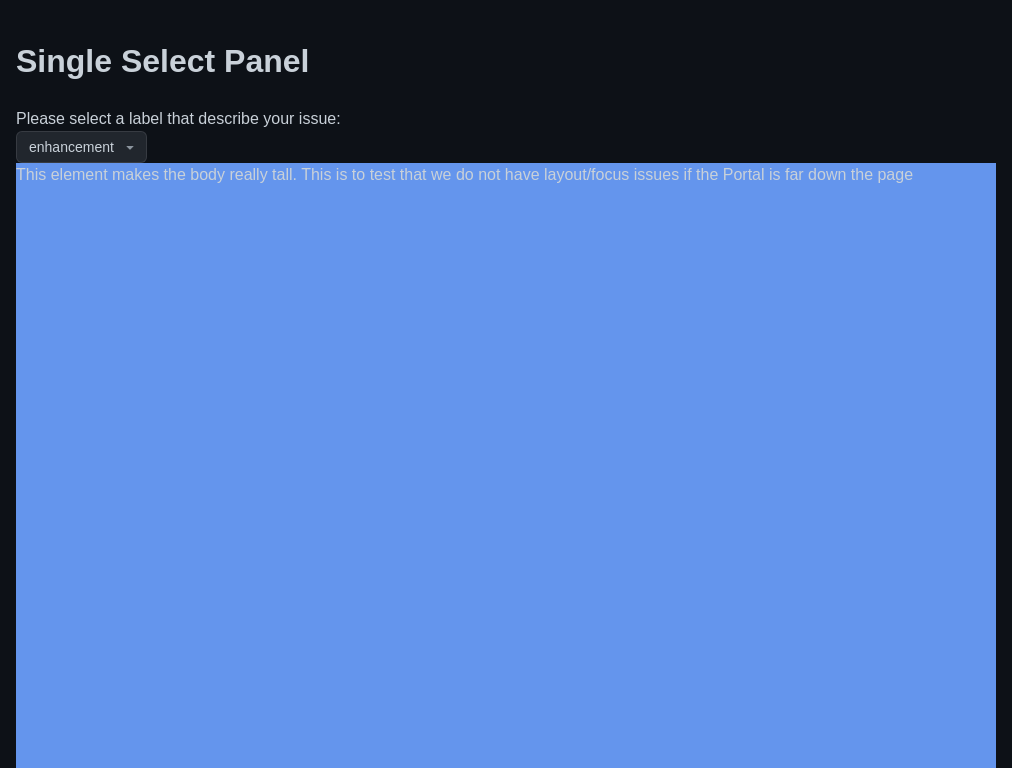 Single Select Panel
Please select a label that describe your issue:
enhancement
This element makes the body really tall. This is to test that we do not have layout/focus issues if the Portal is far down the page